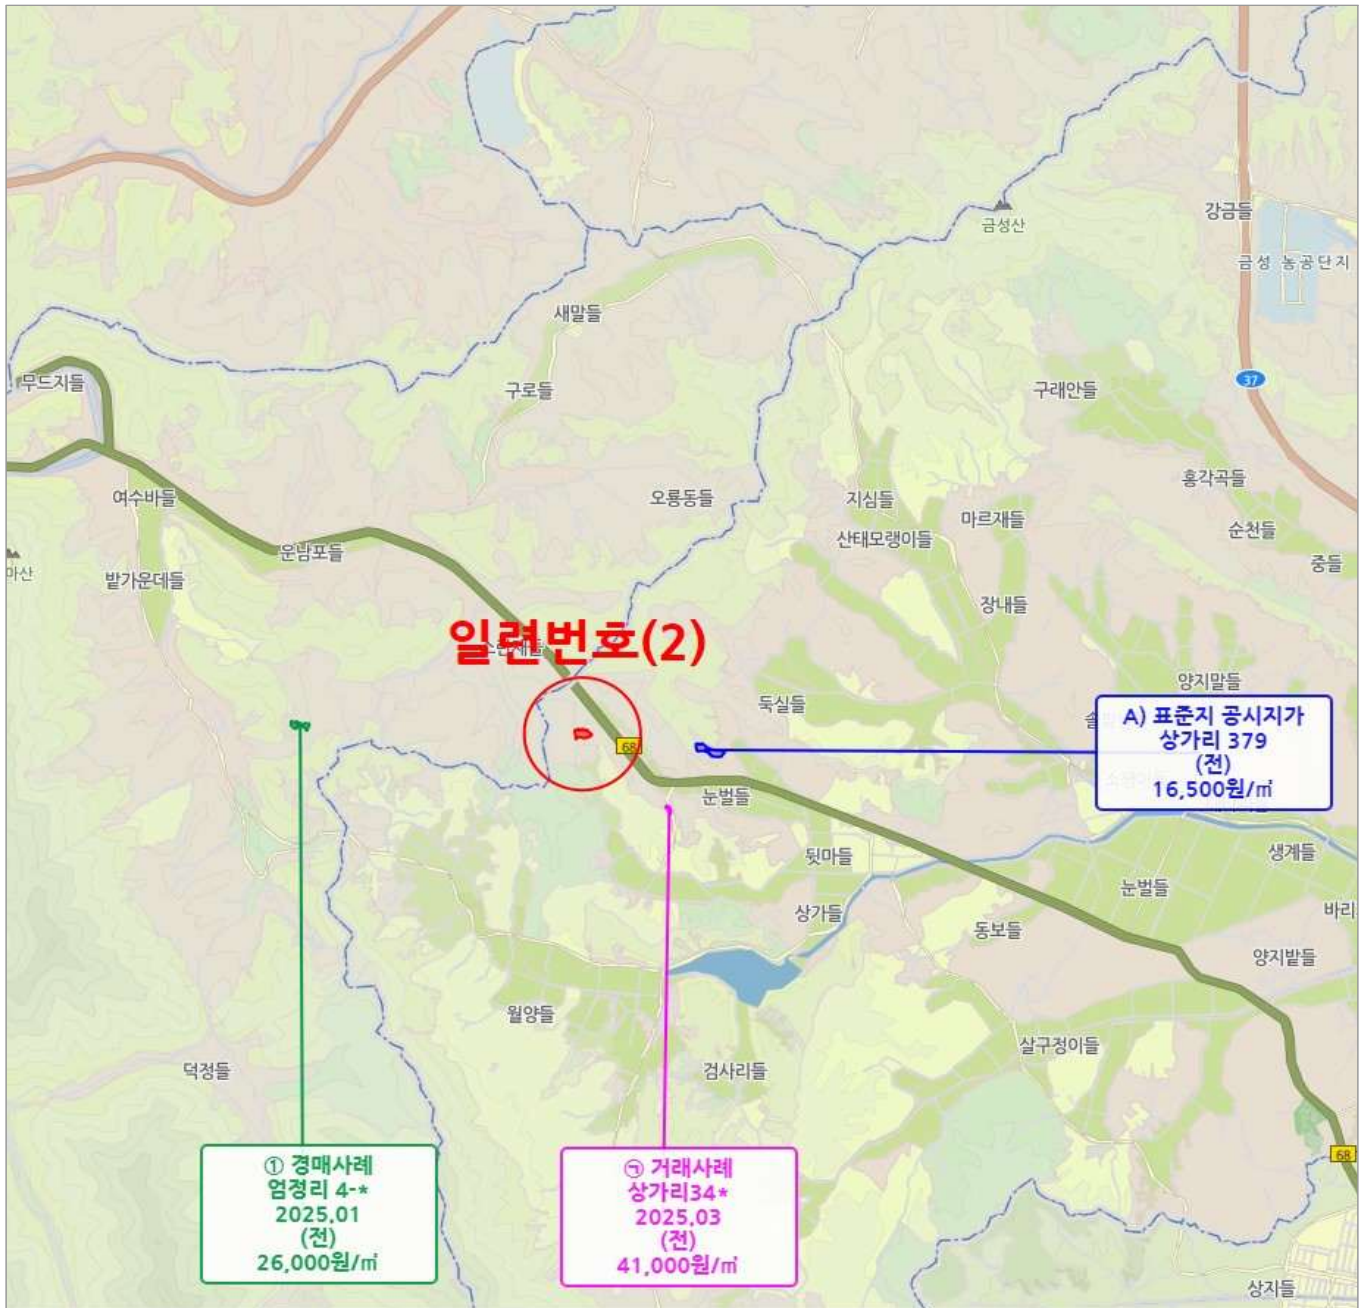 금성산
강금들
금성 농공단지
새말들
무드지들
구로들
구래안들
37
여수바들
오룡동들
지심들
홍각곡들
마르재들
순천들
산태모랭이들
운남포들
중들
마산
밭가운데들
장내들
일련번호(2)
양지말들
둑실들
A) 표준지 공시지가
상가리 379
(전)
16,500원/㎡
68
눈벌들
뒷마들
생계들
눈벌들
상가들
바리
동보들
양지밭들
월양들
살구정이들
덕정들
검사리들
① 경매사례
엄정리 4-*
2025.01
(전)
26,000원/㎡
㉠ 거래사례
상가리34*
2025.03
(전)
41,000원/㎡
68
상지들